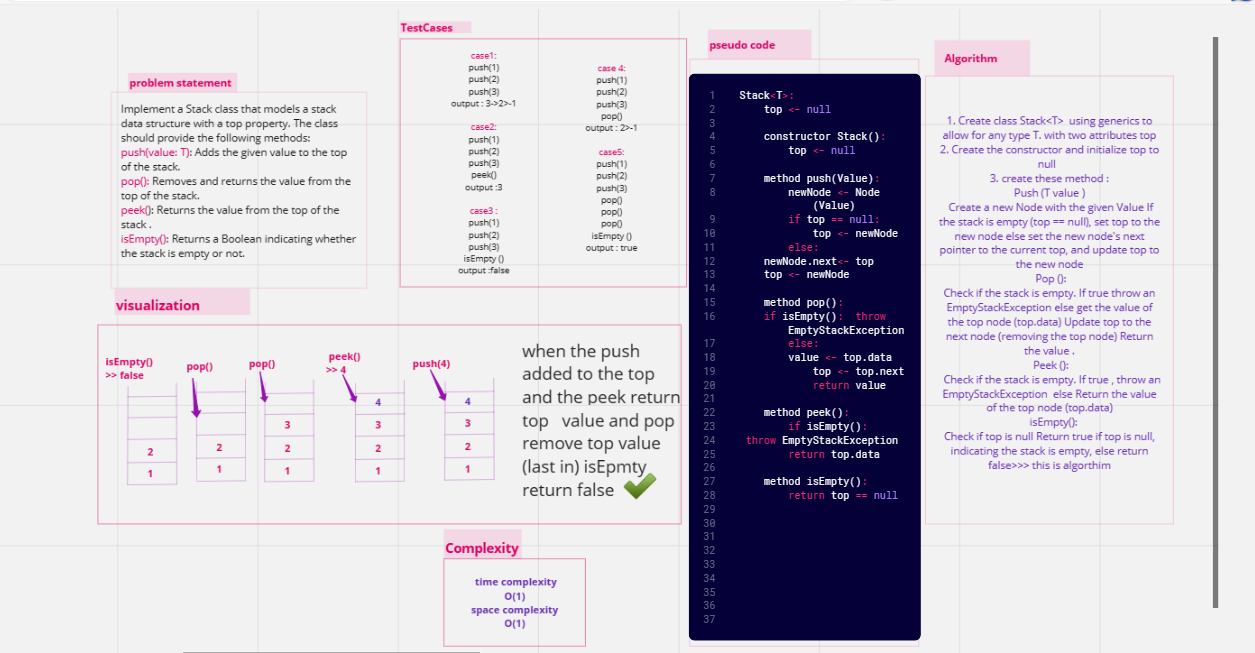 problem statement
Implement a Stack class that models a stack
data structure with a top property. The class
should provide the following methods:
push(value: T): Adds the given value to the top
of the stack.
pop(): Removes and returns the value from the
top of the stack.
peek(): Returns the value from the top of the
stack .
isEmpty(): Returns a Boolean indicating whether
the stack is empty or not.
TestCases
case1:
push(1)
push(2)
push(3)
output : 3->2>-1
case2:
push(1)
push(2)
push(3)
peek()
output :3
case3 :
push(1)
push(2)
push(3)
isEmpty ()
output :false
case 4:
push(1)
push(2)
push(3)
pop()
output : 2>-1
case5:
push(1)
push(2)
push(3)
pop()
pop()
pop()
isEmpty ()
output : true
visualization
isEmpty()
>> false
2
1
pop()
2
1
pop()
3
2
1
peek()
>> 4
4
3
2
1
push(4)
4
3
2
1
when the push
added to the top
and the peek return
top value and pop
remove top value
(last in) isEpmty
return false
Complexity
time complexity
O(1)
space complexity
O(1)
pseudo code
1 Stack<T>:
2 top <- null
3
4 constructor Stack():
5 top <- null
6
7 method push(Value):
8 newNode <- Node
(Value)
9 if top == null:
10 top <- newNode
11 else:
12 newNode.next<- top
13 top <- newNode
14
15 method pop():
16 if isEmpty(): throw
EmptyStackException
17 else:
18 value <- top.data
19 top <- top.next
20 return value
21
22 method peek():
23 if isEmpty():
24 throw EmptyStackException
25 return top.data
26
27 method isEmpty():
28 return top == null
29
30
31
32
33
34
35
36
37
Algorithm
1. Create class Stack<T> using generics to
allow for any type T. with two attributes top
2. Create the constructor and initialize top to
null
3. create these method :
Push (T value )
Create a new Node with the given Value If
the stack is empty (top == null), set top to the
new node else set the new node's next
pointer to the current top, and update top to
the new node
Pop ():
Check if the stack is empty. If true throw an
EmptyStackException else get the value of
the top node (top.data) Update top to the
next node (removing the top node) Return
the value .
Peek ():
Check if the stack is empty. If true , throw an
EmptyStackException else Return the value
of the top node (top.data)
isEmpty():
Check if top is null Return true if top is null,
indicating the stack is empty, else return
false>>> this is algorthim